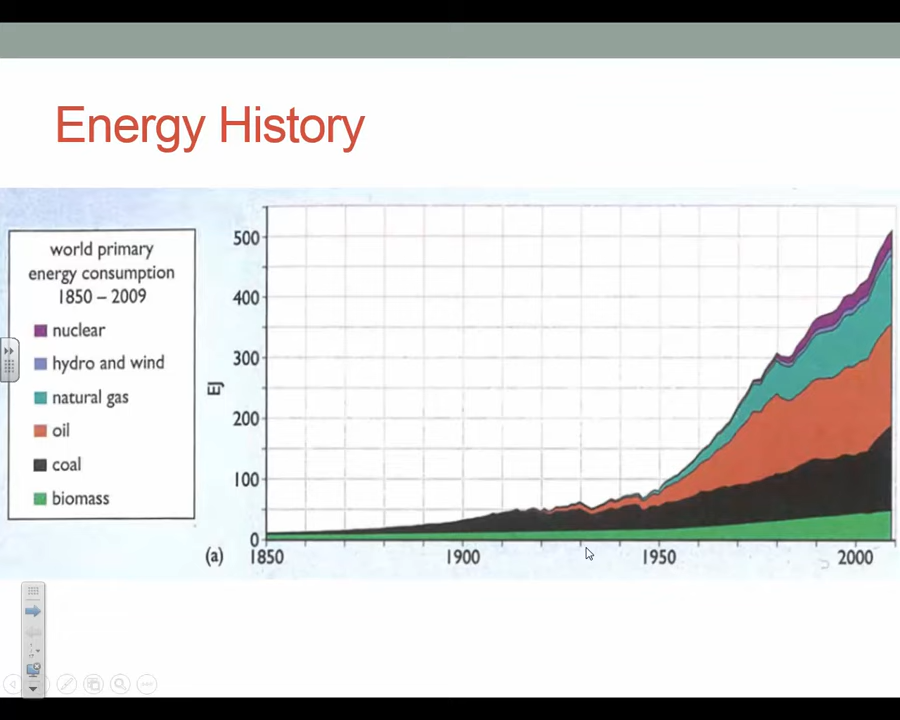 Energy History
world primary
energy consumption
1850 – 2009
nuclear
hydro and wind
natural gas
oil
coal
biomass
EJ
500
400
300
200
100
0
(a)
1850
1900
1950
2000